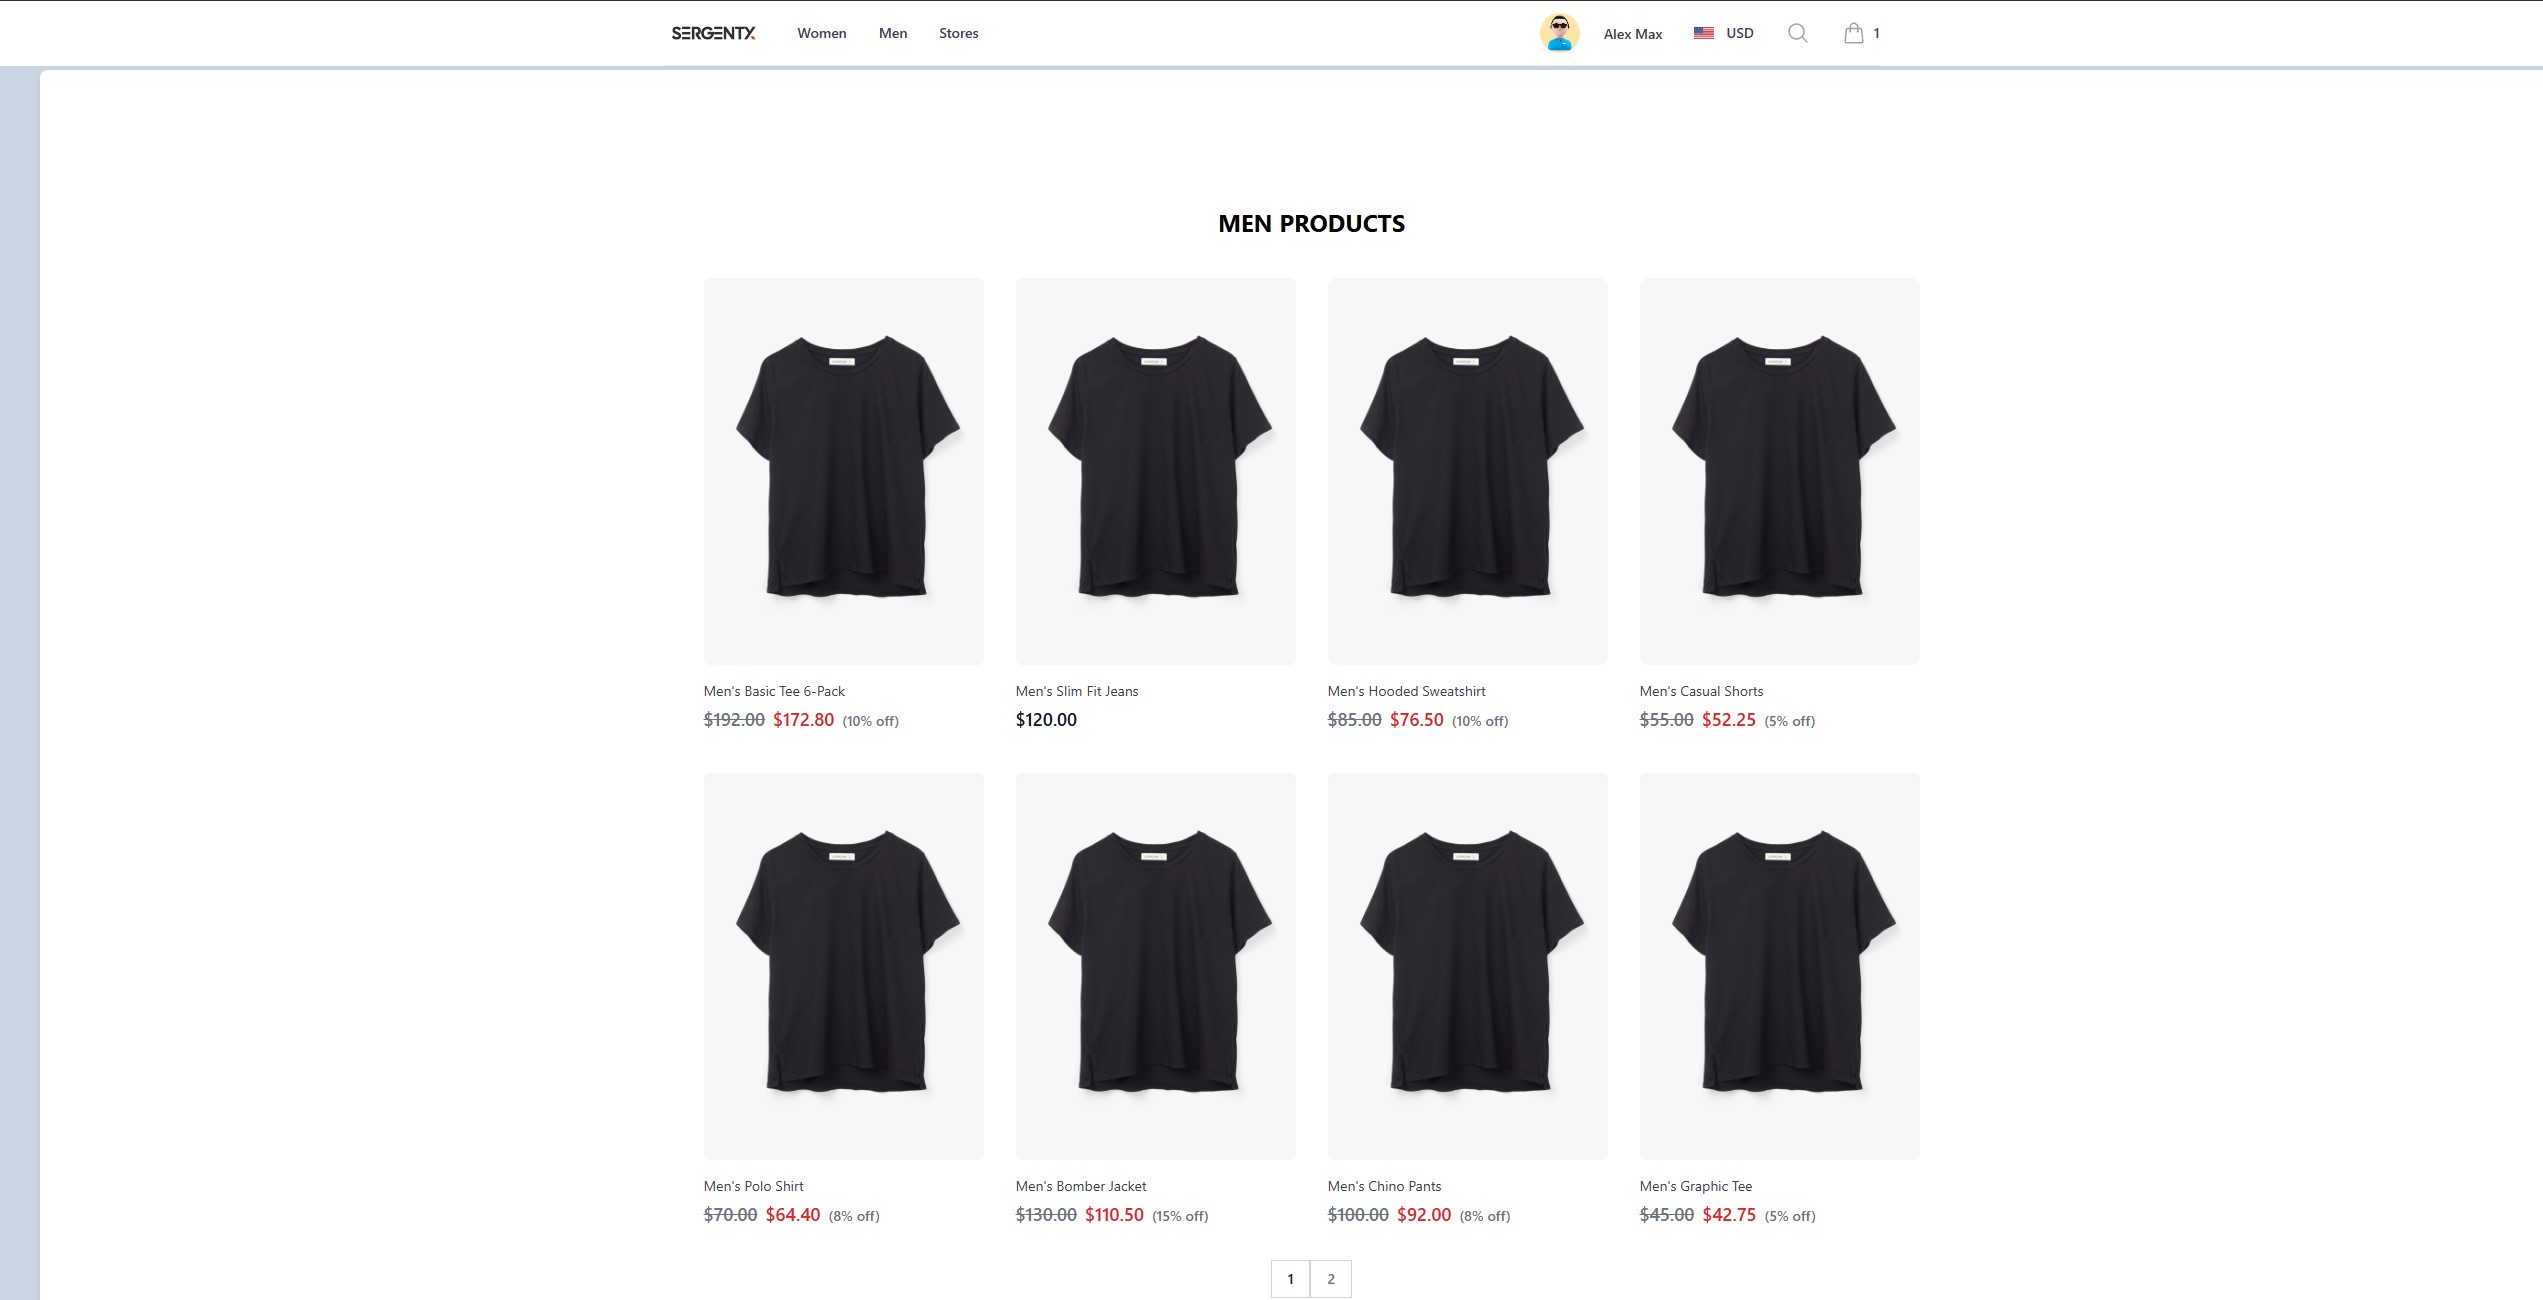 SERGENTX Women Men Stores Alex Max USD 1
MEN PRODUCTS
Men's Basic Tee 6-Pack
$192.00 $172.80 (10% off)
Men's Slim Fit Jeans
$120.00
Men's Hooded Sweatshirt
$85.00 $76.50 (10% off)
Men's Casual Shorts
$55.00 $52.25 (5% off)
Men's Polo Shirt
$70.00 $64.40 (8% off)
Men's Bomber Jacket
$130.00 $110.50 (15% off)
Men's Chino Pants
$100.00 $92.00 (8% off)
Men's Graphic Tee
$45.00 $42.75 (5% off)
1 2